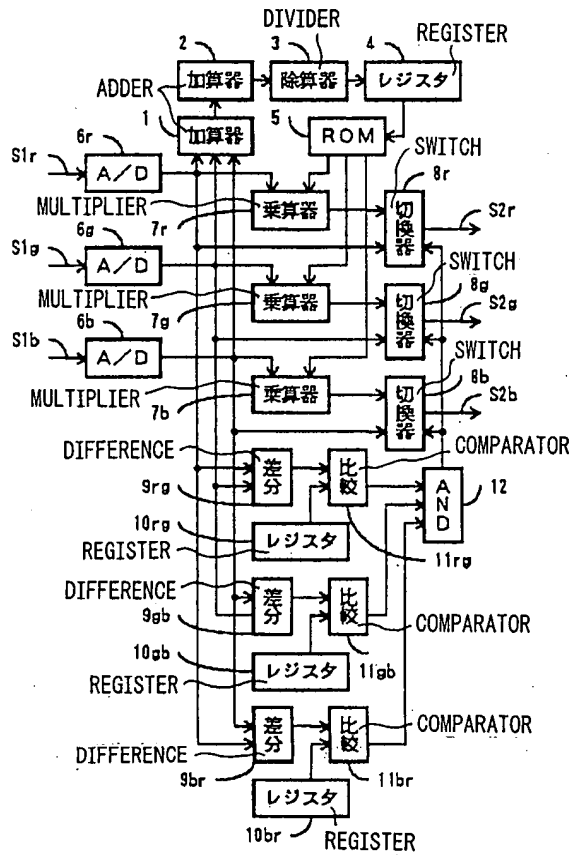 DIVIDER
2
3
4
REGISTER
加算器
除算器
レジスタ
ADDER
1
加算器
5
ROM
6r
SWITCH
8r
S1r
A/D
MULTIPLIER
7r
乗算器
切換器
S2r
6g
S1g
A/D
SWITCH
8g
MULTIPLIER
7g
乗算器
切換器
S2g
6b
S1b
A/D
SWITCH
8b
MULTIPLIER
7b
乗算器
切換器
S2b
DIFFERENCE
COMPARATOR
9rg
差分
比較
AND
12
10rg
REGISTER
レジスタ
11rg
DIFFERENCE
9gb
差分
比較
COMPARATOR
10gb
11gb
REGISTER
レジスタ
DIFFERENCE
9br
差分
比較
COMPARATOR
11br
レジスタ
10br
REGISTER